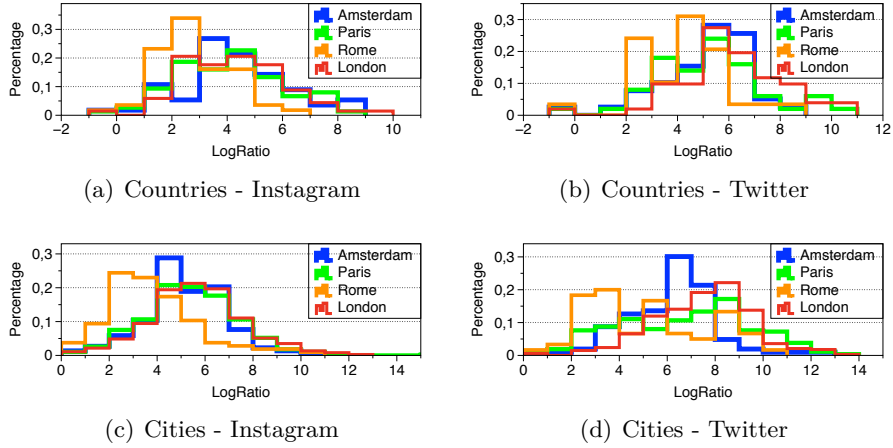 Percentage
0,3
0,2
0,1
0
−2
0
2
4
6
8
10
LogRatio
Amsterdam
Paris
Rome
London
(a) Countries - Instagram
Percentage
0,3
0,2
0,1
0
−2
0
2
4
6
8
10
12
LogRatio
Amsterdam
Paris
Rome
London
(b) Countries - Twitter
Percentage
0,3
0,2
0,1
0
0
2
4
6
8
10
12
14
LogRatio
Amsterdam
Paris
Rome
London
(c) Cities - Instagram
Percentage
0,3
0,2
0,1
0
0
2
4
6
8
10
12
14
LogRatio
Amsterdam
Paris
Rome
London
(d) Cities - Twitter